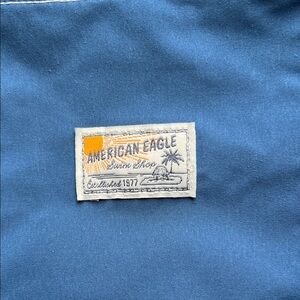 AMERICAN EAGLE
Swim Shop
Established 1977